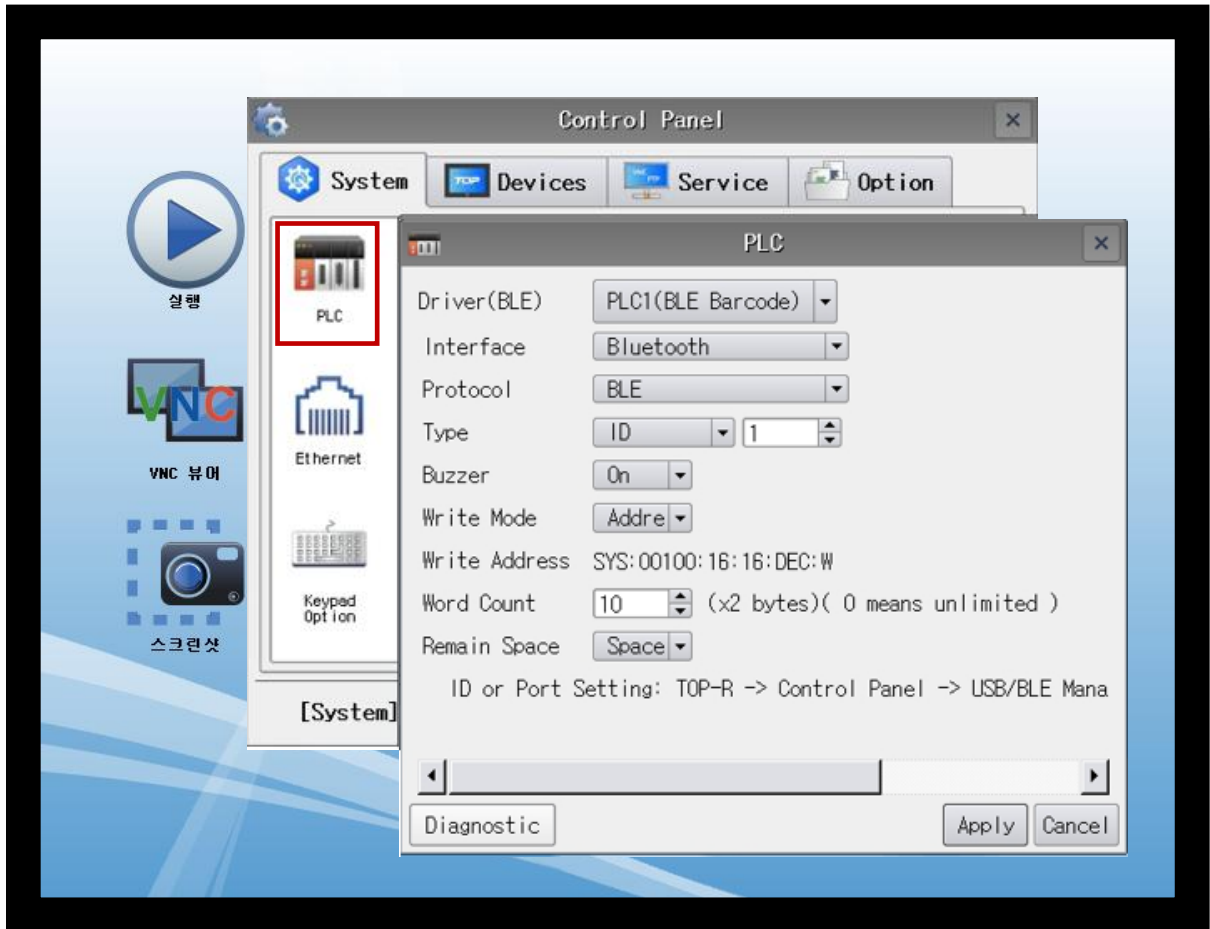 Control Panel
System
TOP
Devices
Service
Option
실행
VNC
VNC 뷰어
스크린샷
PLC
Ethernet
Keypad
Option
[System]
PLC
Driver(BLE) PLC1(BLE Barcode)
Interface Bluetooth
Protocol BLE
Type ID 1
Buzzer On
Write Mode Addre
Write Address SYS:00100:16:16:DEC:W
Word Count 10 (x2 bytes)( 0 means unlimited )
Remain Space Space
ID or Port Setting: TOP-R -> Control Panel -> USB/BLE Mana
Diagnostic
Apply
Cancel